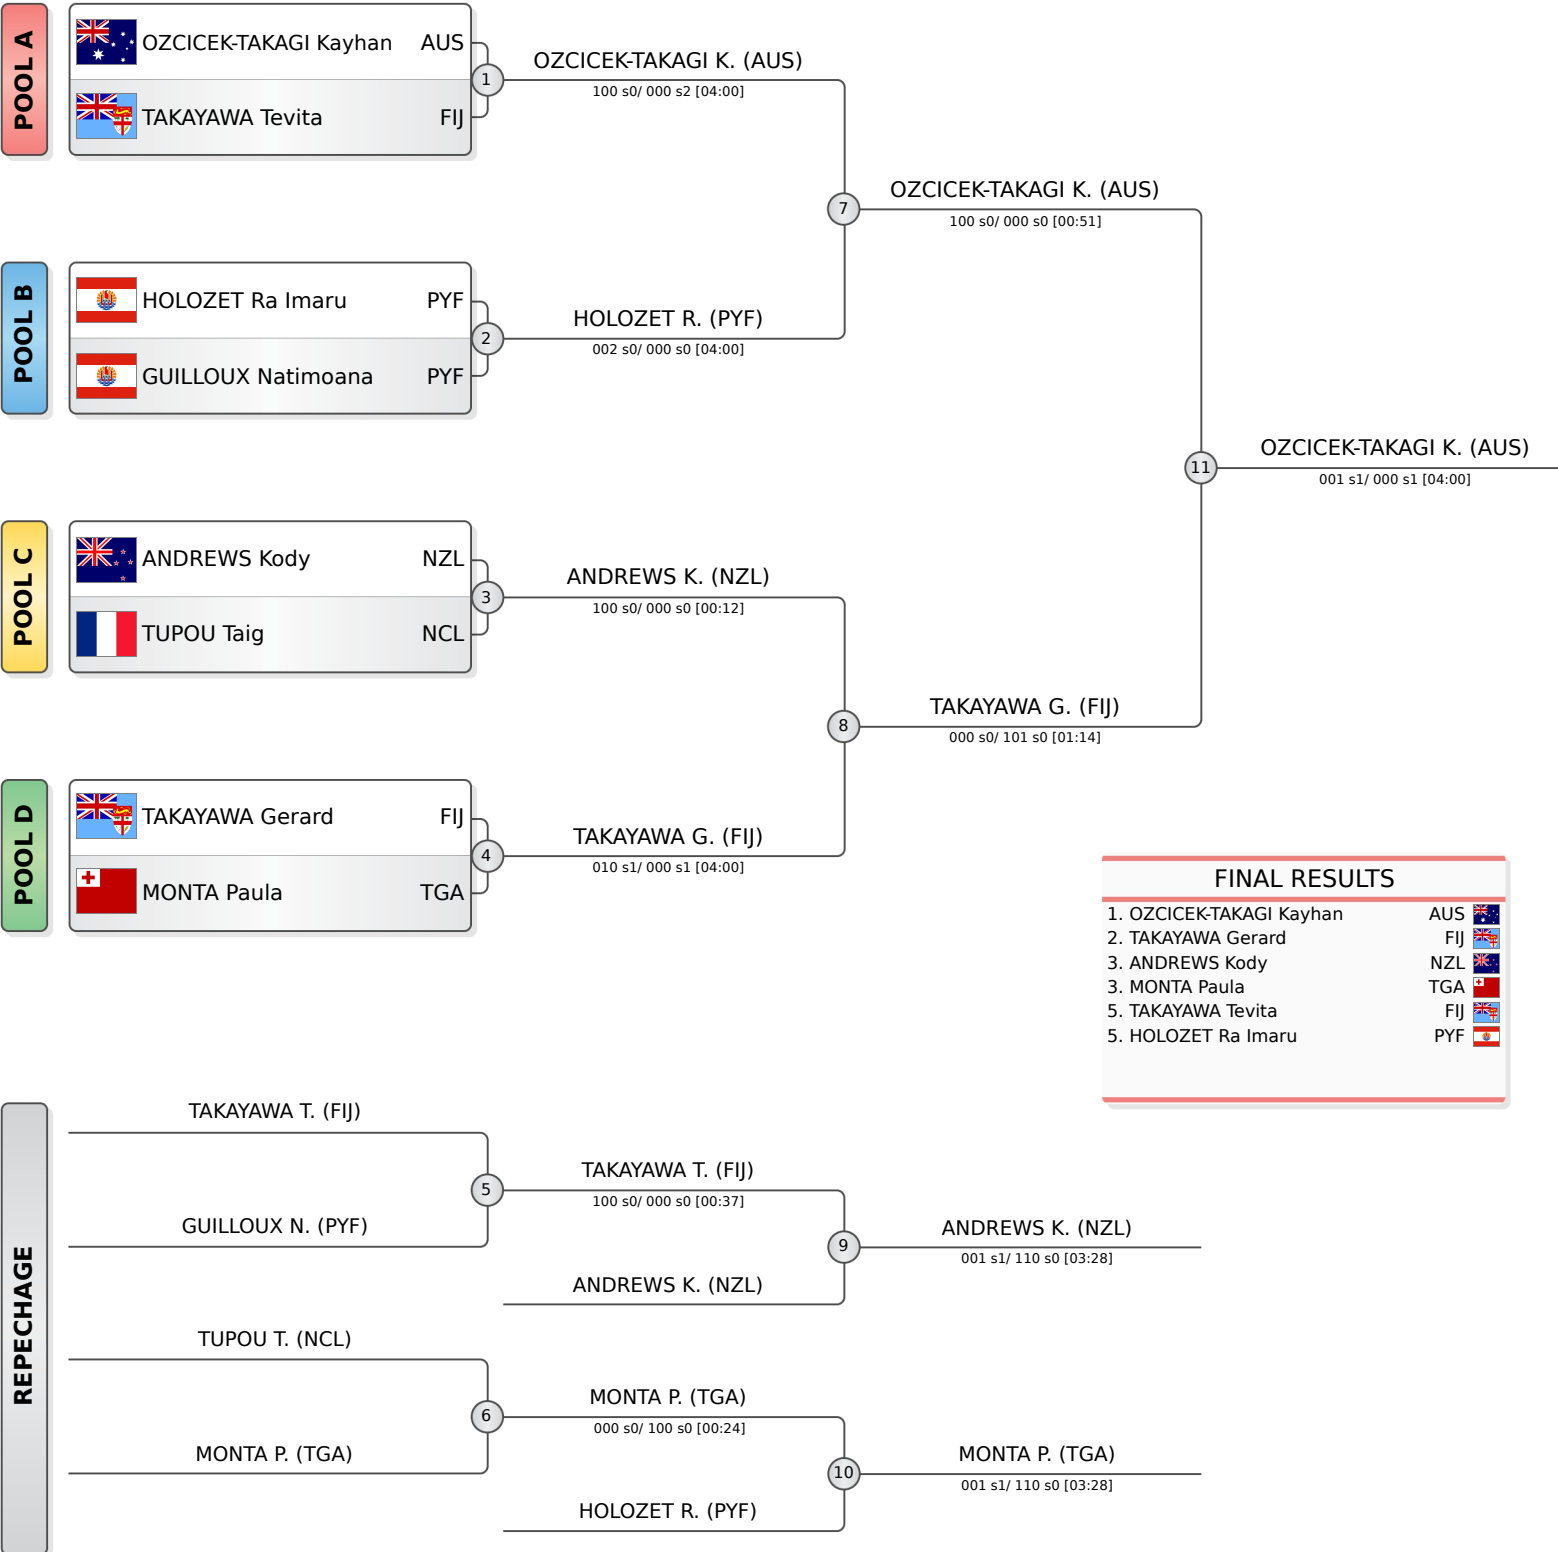 POOL A
OZCICEK-TAKAGI Kayhan AUS
TAKAYAWA Tevita FIJ
1
OZCICEK-TAKAGI K. (AUS)
100 s0/ 000 s2 [04:00]
7
OZCICEK-TAKAGI K. (AUS)
100 s0/ 000 s0 [00:51]
POOL B
HOLOZET Ra Imaru PYF
GUILLOUX Natimoana PYF
2
HOLOZET R. (PYF)
002 s0/ 000 s0 [04:00]
11
OZCICEK-TAKAGI K. (AUS)
001 s1/ 000 s1 [04:00]
POOL C
ANDREWS Kody NZL
TUPOU Taig NCL
3
ANDREWS K. (NZL)
100 s0/ 000 s0 [00:12]
8
TAKAYAWA G. (FIJ)
000 s0/ 101 s0 [01:14]
POOL D
TAKAYAWA Gerard FIJ
MONTA Paula TGA
4
TAKAYAWA G. (FIJ)
010 s1/ 000 s1 [04:00]
FINAL RESULTS
1. OZCICEK-TAKAGI Kayhan AUS
2. TAKAYAWA Gerard FIJ
3. ANDREWS Kody NZL
3. MONTA Paula TGA
5. TAKAYAWA Tevita FIJ
5. HOLOZET Ra Imaru PYF
REPECHAGE
TAKAYAWA T. (FIJ)
GUILLOUX N. (PYF)
5
TAKAYAWA T. (FIJ)
100 s0/ 000 s0 [00:37]
ANDREWS K. (NZL)
9
ANDREWS K. (NZL)
001 s1/ 110 s0 [03:28]
TUPOU T. (NCL)
MONTA P. (TGA)
6
MONTA P. (TGA)
000 s0/ 100 s0 [00:24]
HOLOZET R. (PYF)
10
MONTA P. (TGA)
001 s1/ 110 s0 [03:28]